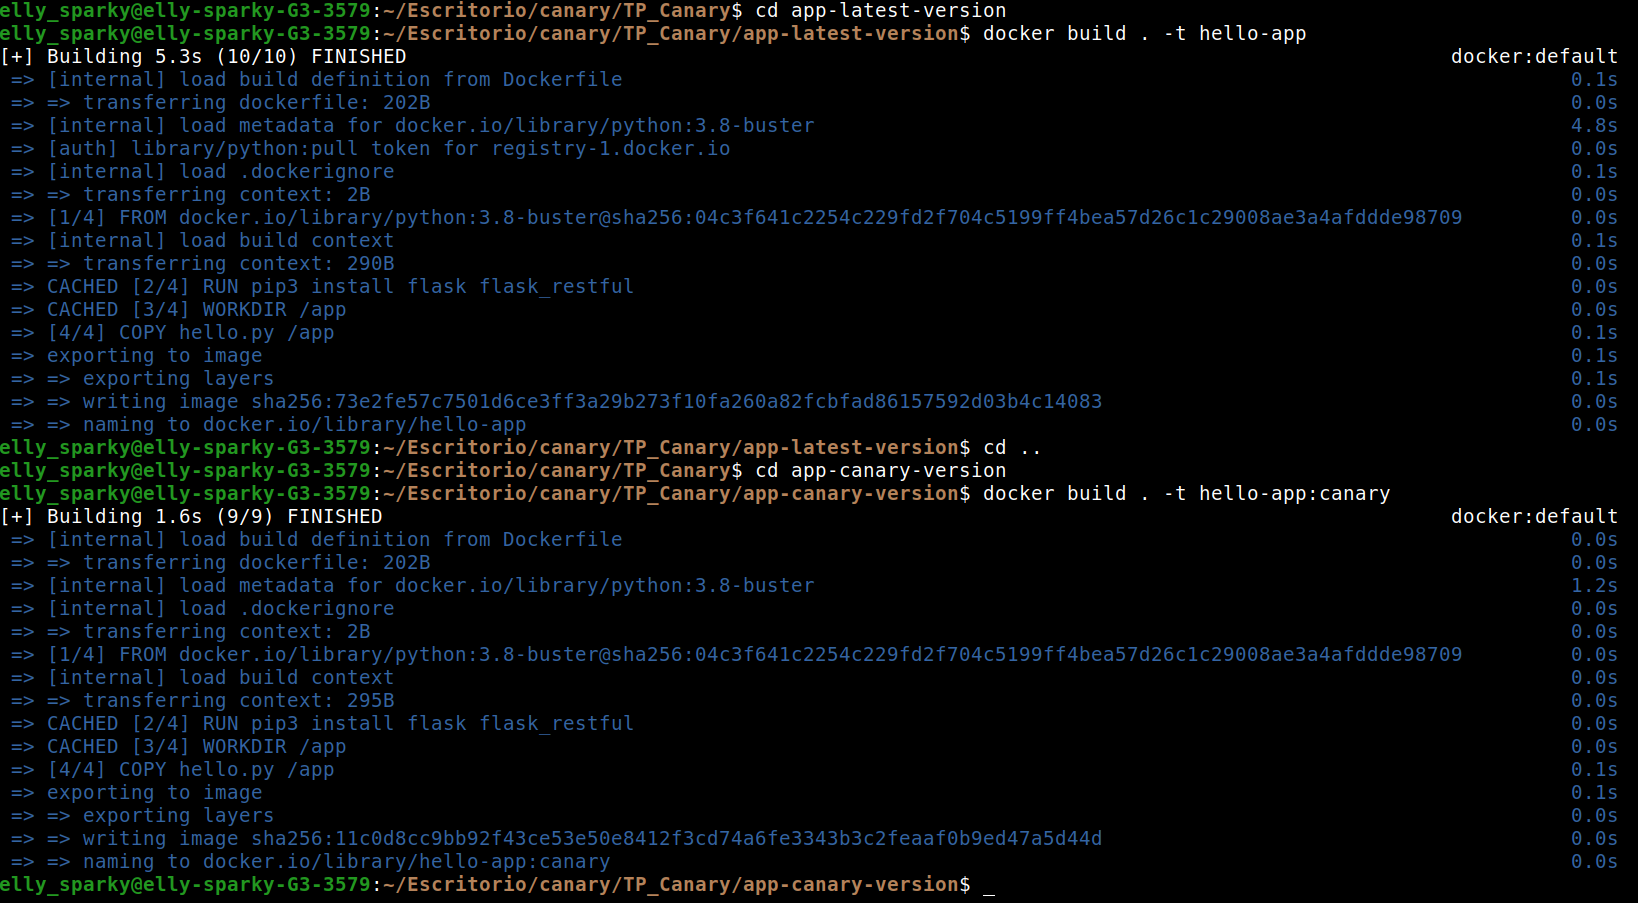 elly_sparky@elly-sparky-G3-3579:~/Escritorio/canary/TP_Canary$ cd app-latest-version
elly_sparky@elly-sparky-G3-3579:~/Escritorio/canary/TP_Canary/app-latest-version$ docker build . -t hello-app
[+] Building 5.3s (10/10) FINISHED docker:default
=> [internal] load build definition from Dockerfile 0.1s
=> => transferring dockerfile: 202B 0.0s
=> [internal] load metadata for docker.io/library/python:3.8-buster 4.8s
=> [auth] library/python:pull token for registry-1.docker.io 0.0s
=> [internal] load .dockerignore 0.1s
=> => transferring context: 2B 0.0s
=> [1/4] FROM docker.io/library/python:3.8-buster@sha256:04c3f641c2254c229fd2f704c5199ff4bea57d26c1c29008ae3a4afddde98709 0.0s
=> [internal] load build context 0.1s
=> => transferring context: 290B 0.0s
=> CACHED [2/4] RUN pip3 install flask flask_restful 0.0s
=> CACHED [3/4] WORKDIR /app 0.0s
=> [4/4] COPY hello.py /app 0.1s
=> exporting to image 0.1s
=> => exporting layers 0.1s
=> => writing image sha256:73e2fe57c7501d6ce3ff3a29b273f10fa260a82fcbfad86157592d03b4c14083 0.0s
=> => naming to docker.io/library/hello-app 0.0s
elly_sparky@elly-sparky-G3-3579:~/Escritorio/canary/TP_Canary/app-latest-version$ cd ..
elly_sparky@elly-sparky-G3-3579:~/Escritorio/canary/TP_Canary$ cd app-canary-version
elly_sparky@elly-sparky-G3-3579:~/Escritorio/canary/TP_Canary/app-canary-version$ docker build . -t hello-app:canary
[+] Building 1.6s (9/9) FINISHED docker:default
=> [internal] load build definition from Dockerfile 0.0s
=> => transferring dockerfile: 202B 0.0s
=> [internal] load metadata for docker.io/library/python:3.8-buster 1.2s
=> [internal] load .dockerignore 0.0s
=> => transferring context: 2B 0.0s
=> [1/4] FROM docker.io/library/python:3.8-buster@sha256:04c3f641c2254c229fd2f704c5199ff4bea57d26c1c29008ae3a4afddde98709 0.0s
=> [internal] load build context 0.0s
=> => transferring context: 295B 0.0s
=> CACHED [2/4] RUN pip3 install flask flask_restful 0.0s
=> CACHED [3/4] WORKDIR /app 0.0s
=> [4/4] COPY hello.py /app 0.1s
=> exporting to image 0.1s
=> => exporting layers 0.0s
=> => writing image sha256:11c0d8cc9bb92f43ce53e50e8412f3cd74a6fe3343b3c2feaaf0b9ed47a5d44d 0.0s
=> => naming to docker.io/library/hello-app:canary 0.0s
elly_sparky@elly-sparky-G3-3579:~/Escritorio/canary/TP_Canary/app-canary-version$ _